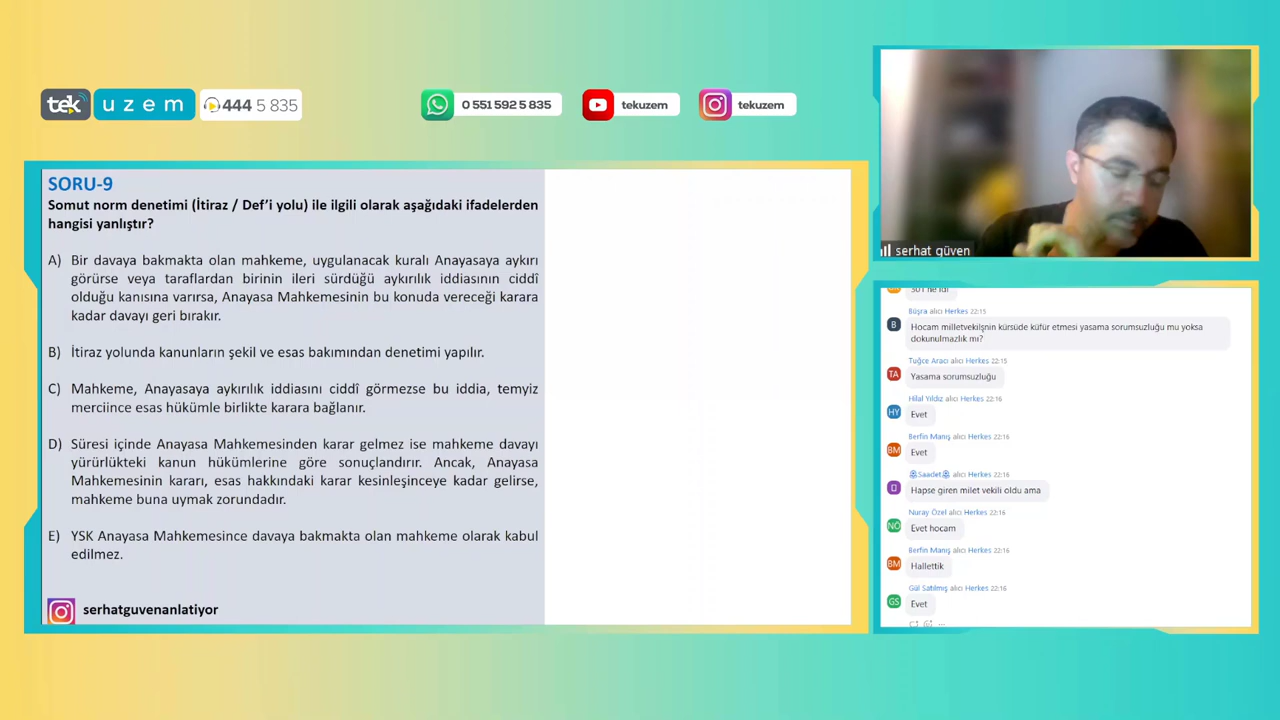 tek uzem 444 5 835
0 551 592 5 835
tekuzem
tekuzem
SORU-9
Somut norm denetimi (İtiraz / Def’i yolu) ile ilgili olarak aşağıdaki ifadelerden
hangisi yanlıştır?
A) Bir davaya bakmakta olan mahkeme, uygulanacak kuralı Anayasaya aykırı
görürse veya taraflardan birinin ileri sürdüğü aykırılık iddiasının ciddî
olduğu kanısına varırsa, Anayasa Mahkemesinin bu konuda vereceği karara
kadar davayı geri bırakır.
B) İtiraz yolunda kanunların şekil ve esas bakımından denetimi yapılır.
C) Mahkeme, Anayasaya aykırılık iddiasını ciddî görmezse bu iddia, temyiz
merciince esas hükümle birlikte karara bağlanır.
D) Süresi içinde Anayasa Mahkemesinden karar gelmez ise mahkeme davayı
yürürlükteki kanun hükümlerine göre sonuçlandırır. Ancak, Anayasa
Mahkemesinin kararı, esas hakkındaki karar kesinleşinceye kadar gelirse,
mahkeme buna uymak zorundadır.
E) YSK Anayasa Mahkemesince davaya bakmakta olan mahkeme olarak kabul
edilmez.
serhatguvenanlatiyor
serhat güven
Büşra alıcı Herkes 22:15
B
Hocam milletvekilşnin kürsüde küfür etmesi yasama sorumsuzluğu mu yoksa
dokunulmazlık mı?
Tuğçe Aracı alıcı Herkes 22:15
TA
Yasama sorumsuzluğu
Hilal Yıldız alıcı Herkes 22:16
HY
Evet
Berfin Manış alıcı Herkes 22:16
BM
Evet
Saadet alıcı Herkes 22:16
Hapse giren milet vekili oldu ama
Nuray Özel alıcı Herkes 22:16
NÖ
Evet hocam
Berfin Manış alıcı Herkes 22:16
BM
Hallettik
Gül Satılmış alıcı Herkes 22:16
GS
Evet